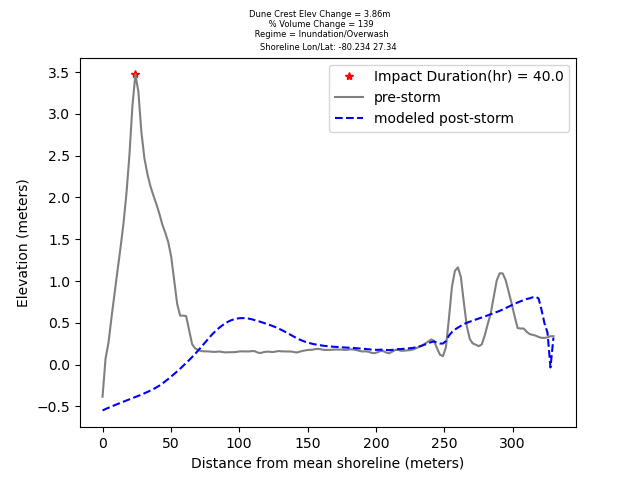 Dune Crest Elev Change = 3.86m
% Volume Change = 139
Regime = Inundation/Overwash
Shoreline Lon/Lat: -80.234 27.34
Impact Duration(hr) = 40.0
pre-storm
modeled post-storm
3.5
3.0
2.5
2.0
1.5
1.0
0.5
0.0
−0.5
Elevation (meters)
0 50 100 150 200 250 300
Distance from mean shoreline (meters)